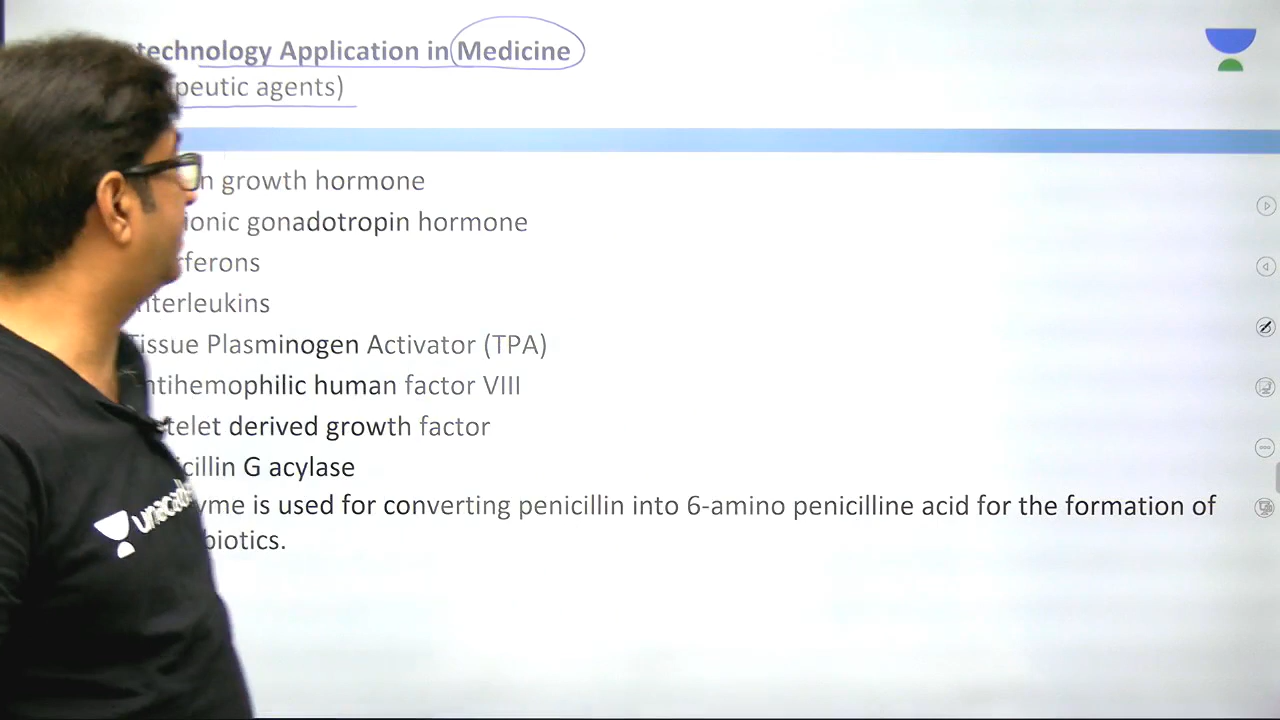 technology Application in Medicine
peutic agents)
n growth hormone
ionic gonadotropin hormone
rferons
nterleukins
Tissue Plasminogen Activator (TPA)
ntihemophilic human factor VIII
telet derived growth factor
icillin G acylase
yme is used for converting penicillin into 6-amino penicilline acid for the formation of
biotics.
unacade